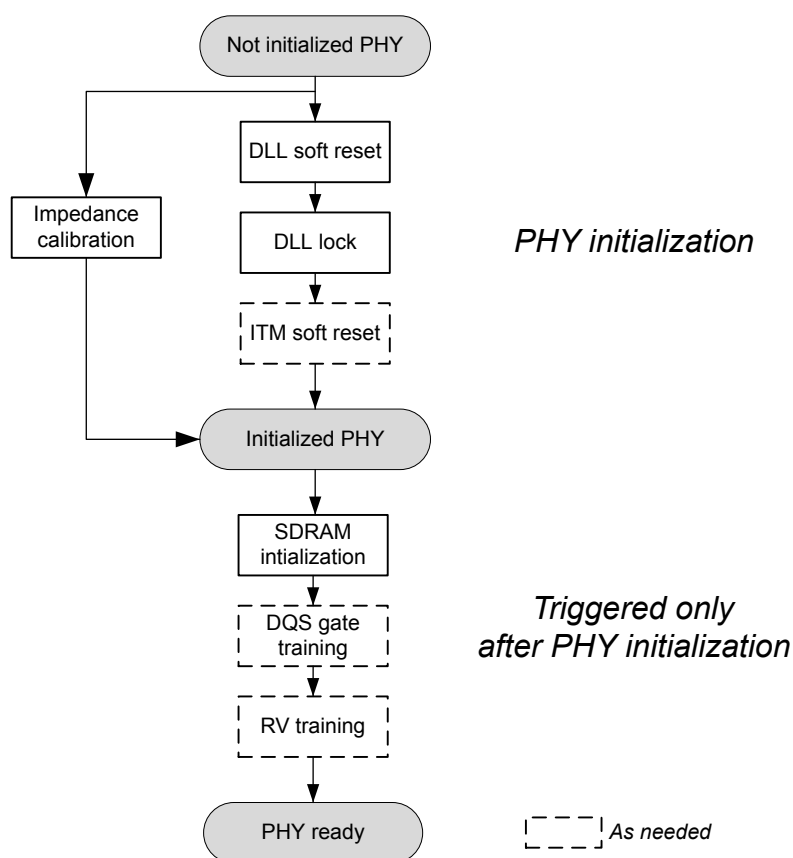 Not initialized PHY
DLL soft reset
Impedance
calibration
DLL lock
PHY initialization
ITM soft reset
Initialized PHY
SDRAM
intialization
DQS gate
training
Triggered only
after PHY initialization
RV training
PHY ready
As needed